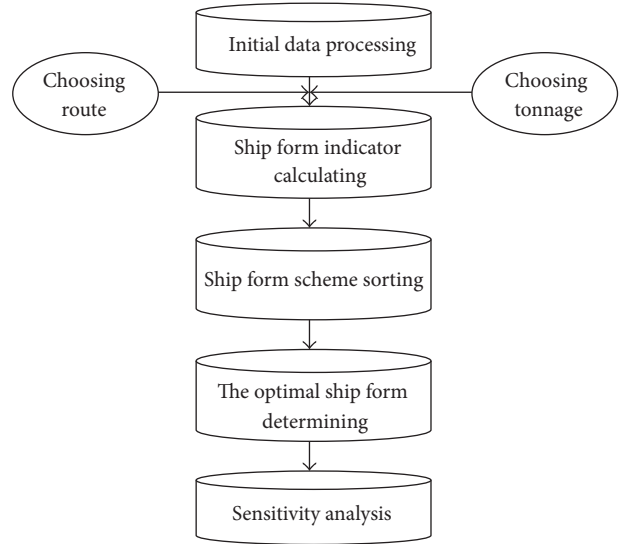 Initial data processing
Choosing
route
Choosing
tonnage
Ship form indicator
calculating
Ship form scheme sorting
The optimal ship form
determining
Sensitivity analysis